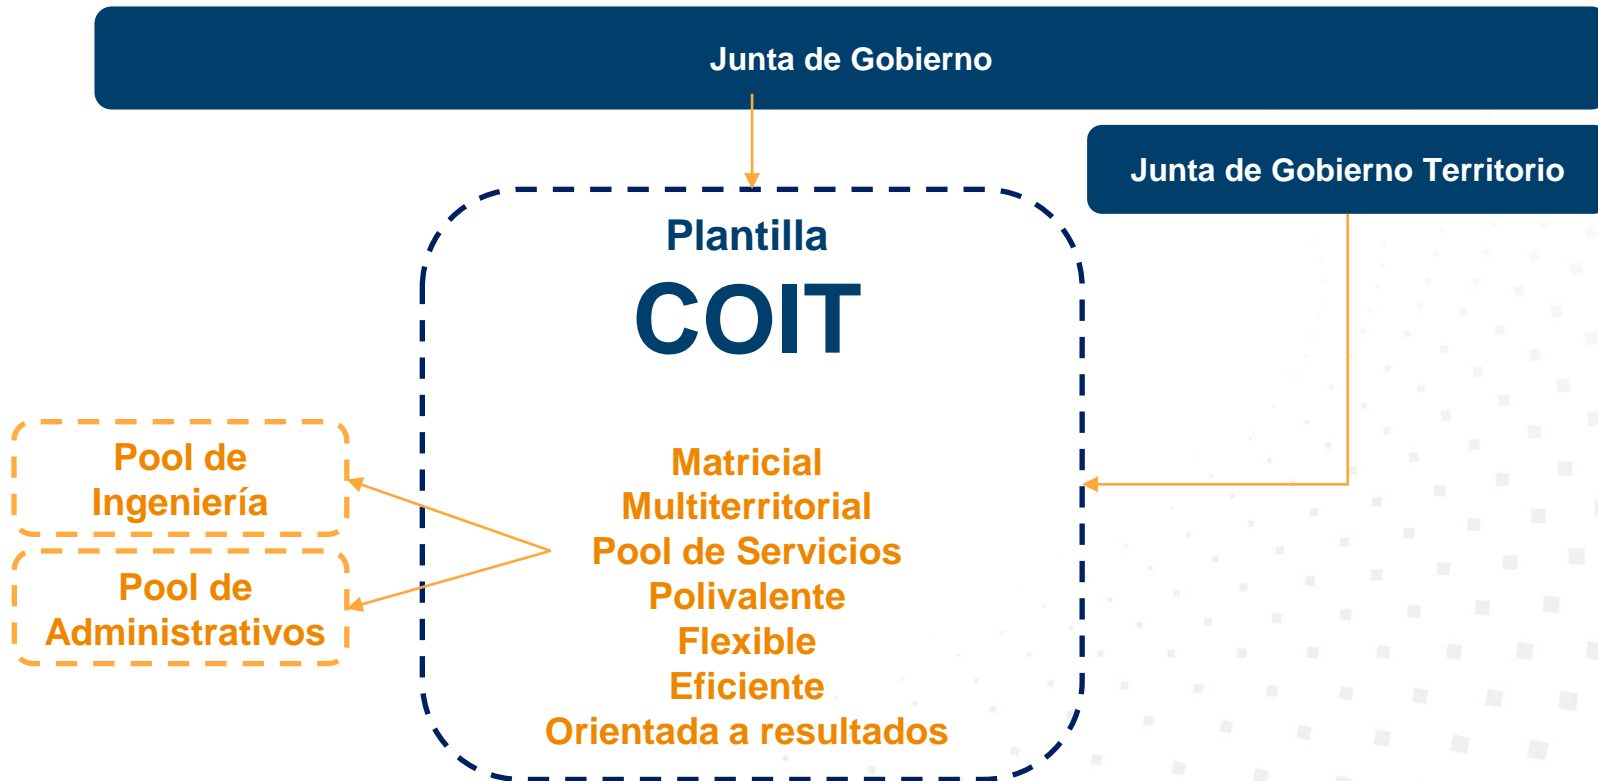 Junta de Gobierno
Junta de Gobierno Territorio
Plantilla
COIT
Pool de
Ingeniería
Pool de
Administrativos
Matricial
Multiterritorial
Pool de Servicios
Polivalente
Flexible
Eficiente
Orientada a resultados